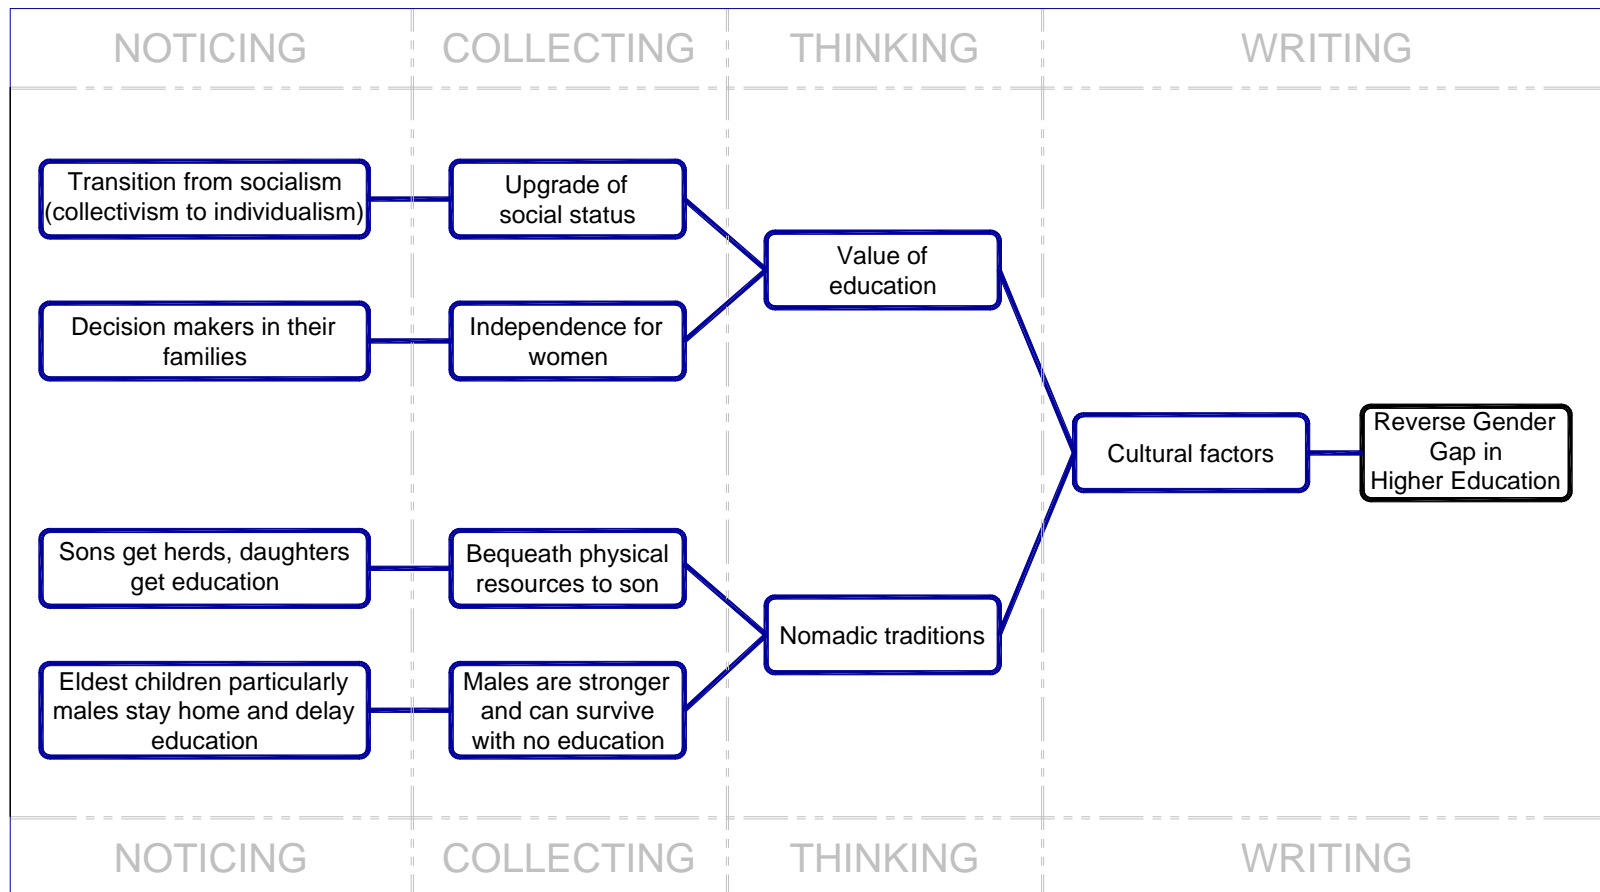 NOTICING
COLLECTING
THINKING
WRITING
Transition from socialism
(collectivism to individualism)
Upgrade of
social status
Value of
education
Decision makers in their
families
Independence for
women
Cultural factors
Reverse Gender
Gap in
Higher Education
Sons get herds, daughters
get education
Bequeath physical
resources to son
Nomadic traditions
Eldest children particularly
males stay home and delay
education
Males are stronger
and can survive
with no education
NOTICING
COLLECTING
THINKING
WRITING